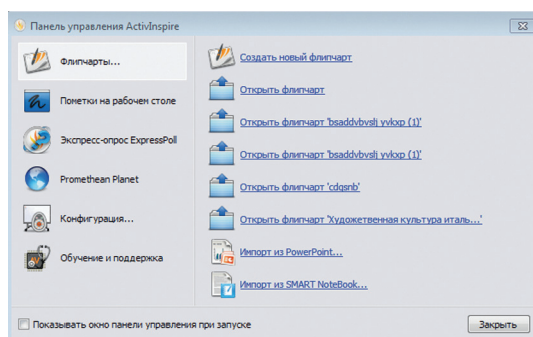 Панель управления ActivInspire
Флипчарты...
Пометки на рабочем столе
Экспресс-опрос ExpressPoll
Promethean Planet
Конфигурация...
Обучение и поддержка
Создать новый флипчарт
Открыть флипчарт
Открыть флипчарт 'bsaddvbvslj yvkxp (1)'
Открыть флипчарт 'bsaddvbvslj yvkxp (1)'
Открыть флипчарт 'cdqsnb'
Открыть флипчарт 'Художетвенная культура италь...'
Импорт из PowerPoint...
Импорт из SMART NoteBook...
Показывать окно панели управления при запуске
Закрыть